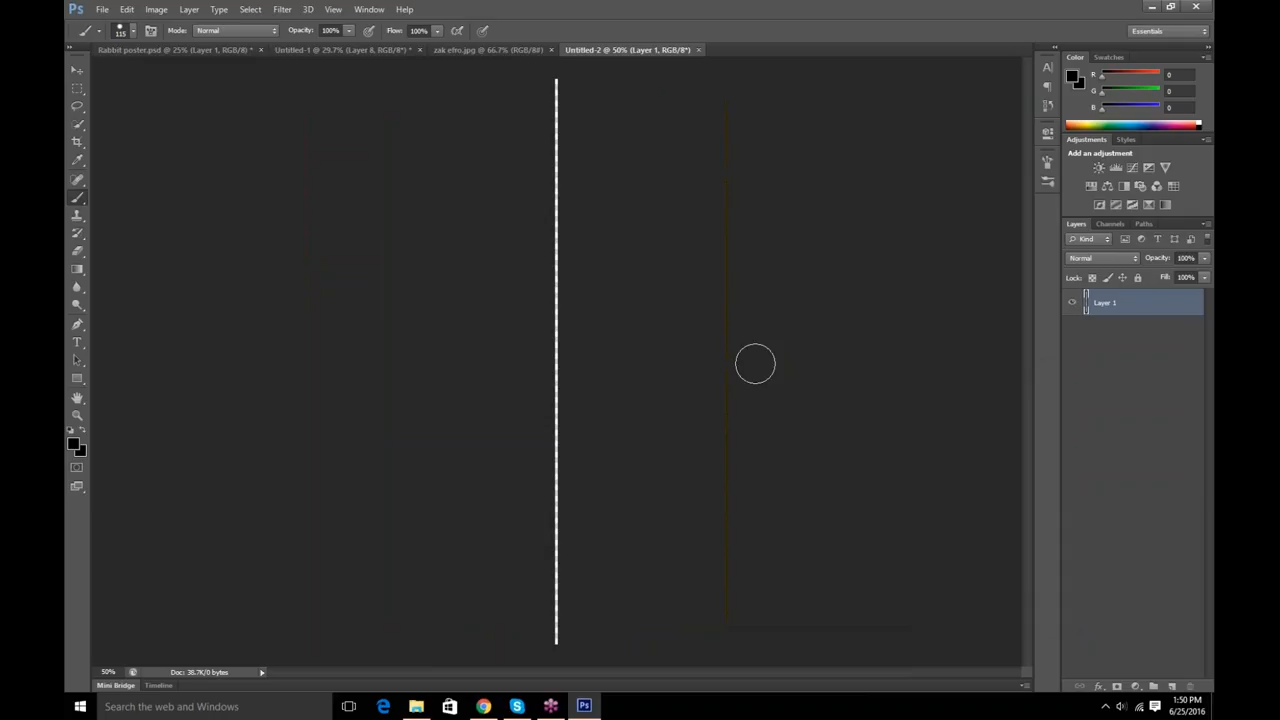 Ps File Edit Image Layer Type Select Filter 3D View Window Help
115 Mode: Normal Opacity: 100% Flow: 100% Essentials
Rabbit poster.psd @ 25% (Layer 1, RGB/8) * × Untitled-1 @ 29.7% (Layer 8, RGB/8) * × zak efro.jpg @ 66.7% (RGB/8#) × Untitled-2 @ 50% (Layer 1, RGB/8*) ×
Color Swatches
R 0
G 0
B 0
Adjustments Styles
Add an adjustment
Layers Channels Paths
Kind
Normal Opacity: 100%
Lock: Fill: 100%
Layer 1
50% Doc: 38.7K/0 bytes
Mini Bridge Timeline
Search the web and Windows
Ps
1:50 PM
6/25/2016